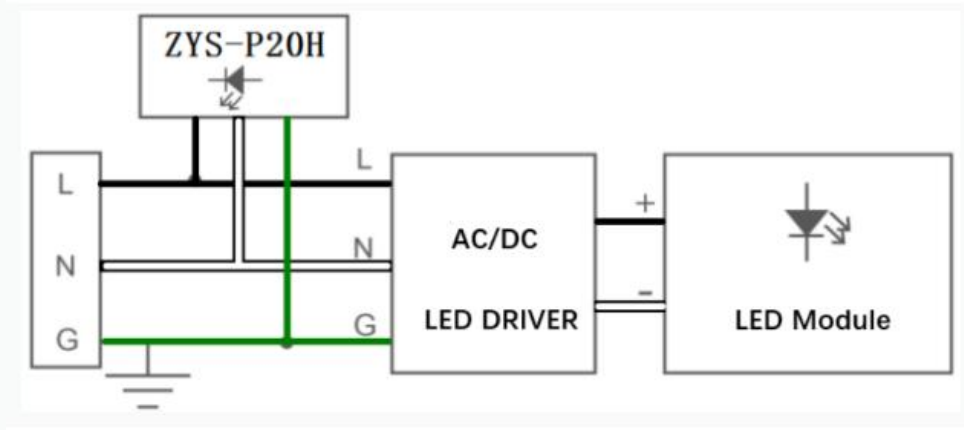 ZYS-P20H
L
N
G
L
N
G
AC/DC
LED DRIVER
+
-
LED Module